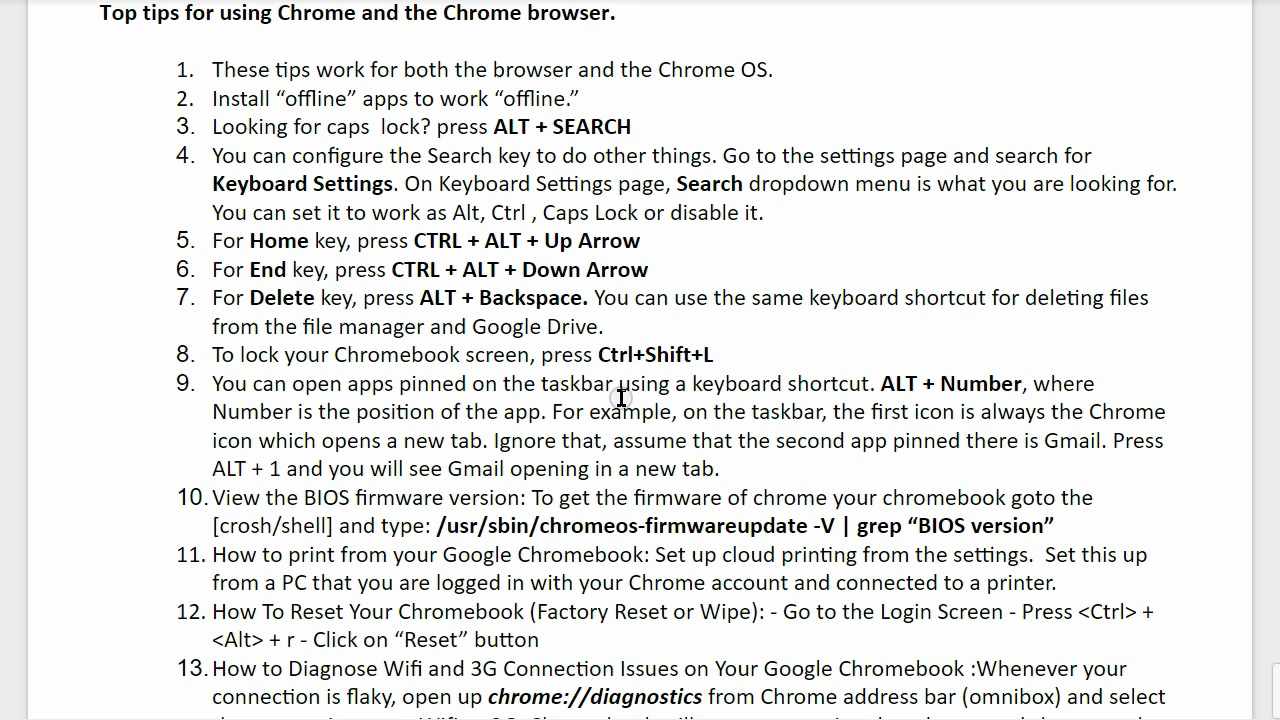 Top tips for using Chrome and the Chrome browser.
1. These tips work for both the browser and the Chrome OS.
2. Install “offline” apps to work “offline.”
3. Looking for caps  lock? press ALT + SEARCH
4. You can configure the Search key to do other things. Go to the settings page and search for
Keyboard Settings. On Keyboard Settings page, Search dropdown menu is what you are looking for.
You can set it to work as Alt, Ctrl , Caps Lock or disable it.
5. For Home key, press CTRL + ALT + Up Arrow
6. For End key, press CTRL + ALT + Down Arrow
7. For Delete key, press ALT + Backspace. You can use the same keyboard shortcut for deleting files
from the file manager and Google Drive.
8. To lock your Chromebook screen, press Ctrl+Shift+L
9. You can open apps pinned on the taskbar using a keyboard shortcut. ALT + Number, where
Number is the position of the app. For example, on the taskbar, the first icon is always the Chrome
icon which opens a new tab. Ignore that, assume that the second app pinned there is Gmail. Press
ALT + 1 and you will see Gmail opening in a new tab.
10. View the BIOS firmware version: To get the firmware of chrome your chromebook goto the
[crosh/shell] and type: /usr/sbin/chromeos-firmwareupdate -V | grep “BIOS version”
11. How to print from your Google Chromebook: Set up cloud printing from the settings.  Set this up
from a PC that you are logged in with your Chrome account and connected to a printer.
12. How To Reset Your Chromebook (Factory Reset or Wipe): - Go to the Login Screen - Press <Ctrl> +
<Alt> + r - Click on “Reset” button
13. How to Diagnose Wifi and 3G Connection Issues on Your Google Chromebook :Whenever your
connection is flaky, open up chrome://diagnostics from Chrome address bar (omnibox) and select